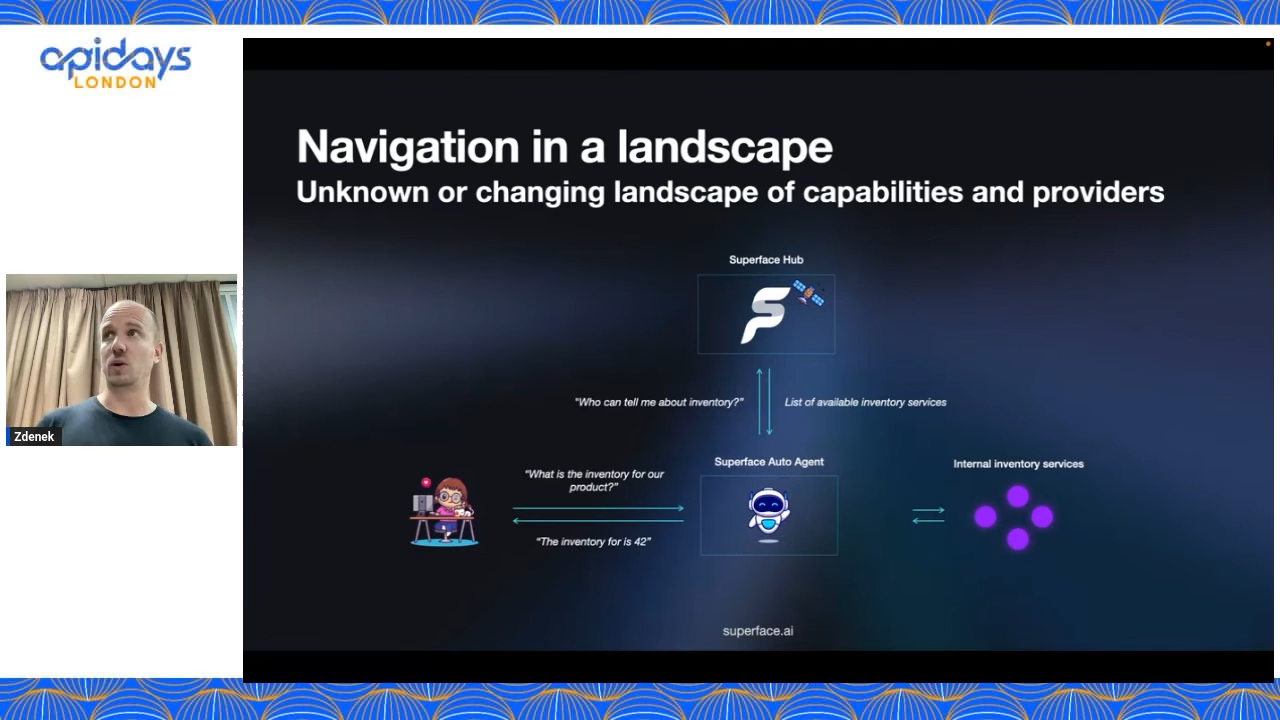 apidays
LONDON
Navigation in a landscape
Unknown or changing landscape of capabilities and providers
Superface Hub
“Who can tell me about inventory?”
List of available inventory services
Superface Auto Agent
Internal inventory services
“What is the inventory for our
product?”
“The inventory for is 42”
Zdenek
superface.ai